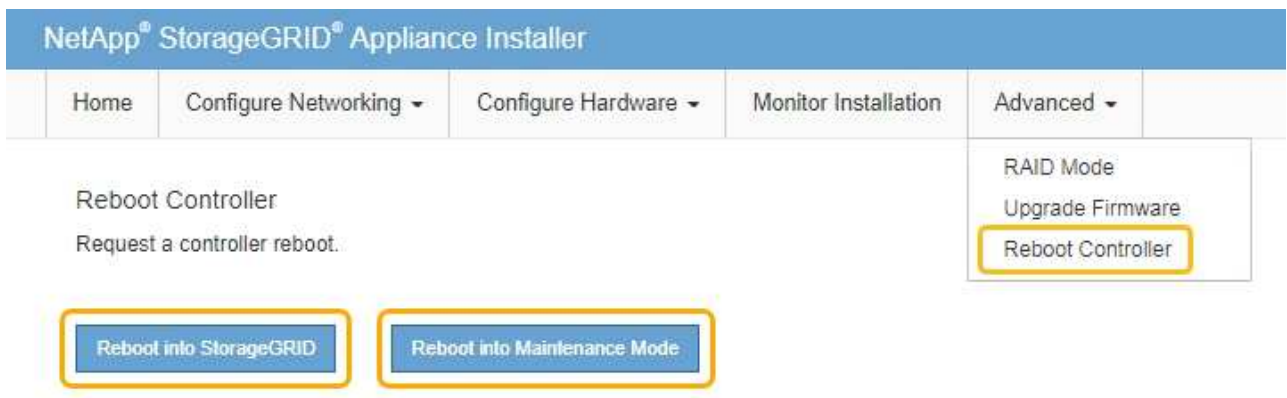 NetApp® StorageGRID® Appliance Installer
Home Configure Networking Configure Hardware Monitor Installation Advanced
RAID Mode
Upgrade Firmware
Reboot Controller
Reboot Controller
Request a controller reboot.
Reboot into StorageGRID Reboot into Maintenance Mode